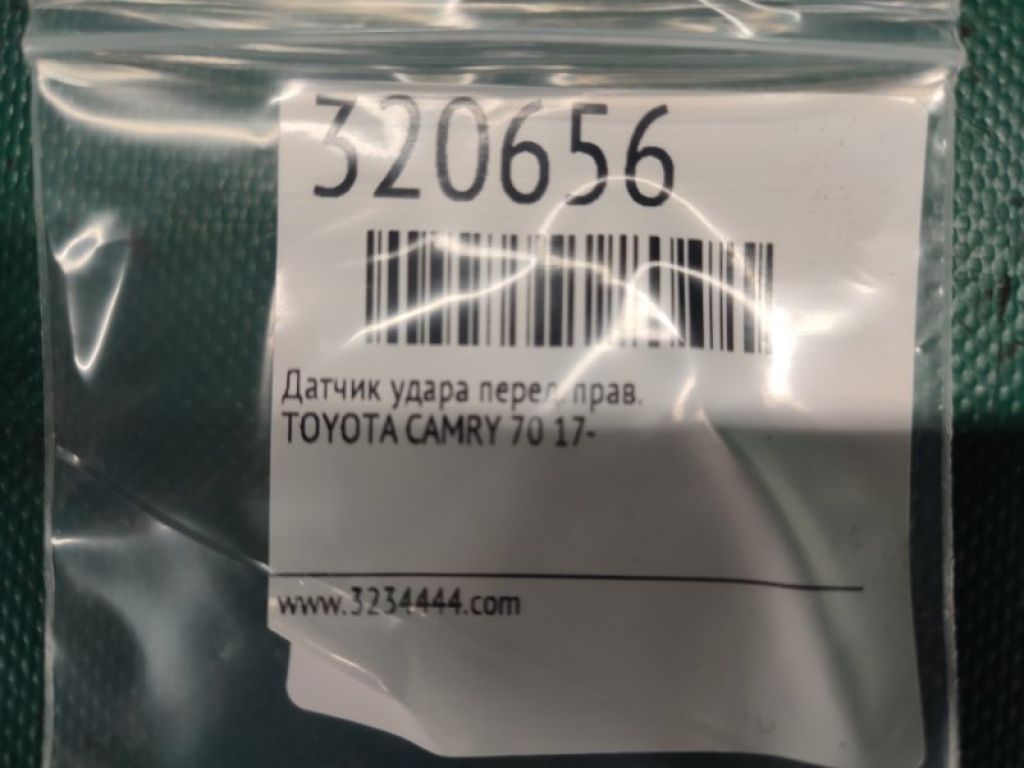 320656
Датчик удара перед. прав.
TOYOTA CAMRY 70 17-
www.3234444.com